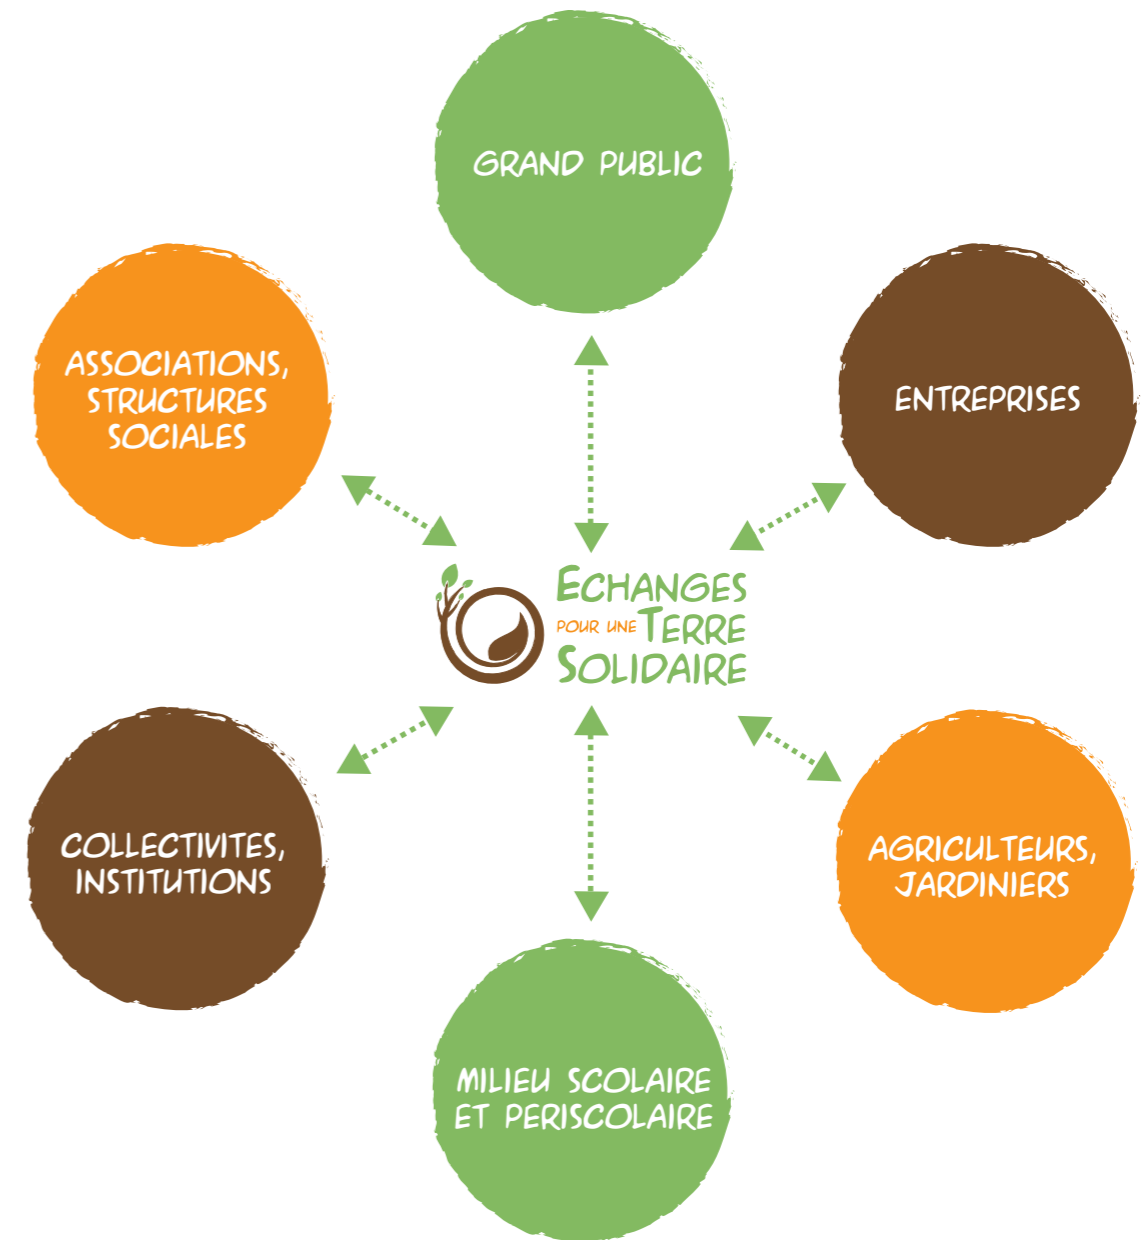 GRAND PUBLIC
ASSOCIATIONS,
STRUCTURES
SOCIALES
ENTREPRISES
ECHANGES
POUR UNE TERRE
SOLIDAIRE
COLLECTIVITES,
INSTITUTIONS
AGRICULTEURS,
JARDINIERS
MILIEU SCOLAIRE
ET PERISCOLAIRE